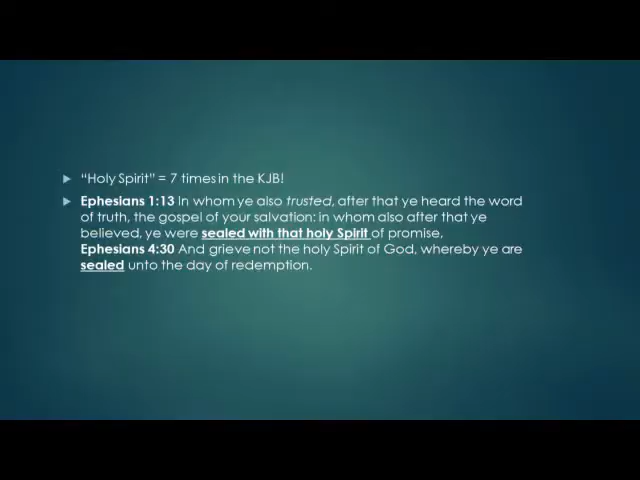 "Holy Spirit" = 7 times in the KJB!
Ephesians 1:13 In whom ye also trusted, after that ye heard the word
of truth, the gospel of your salvation: in whom also after that ye
believed, ye were sealed with that holy Spirit of promise,
Ephesians 4:30 And grieve not the holy Spirit of God, whereby ye are
sealed unto the day of redemption.